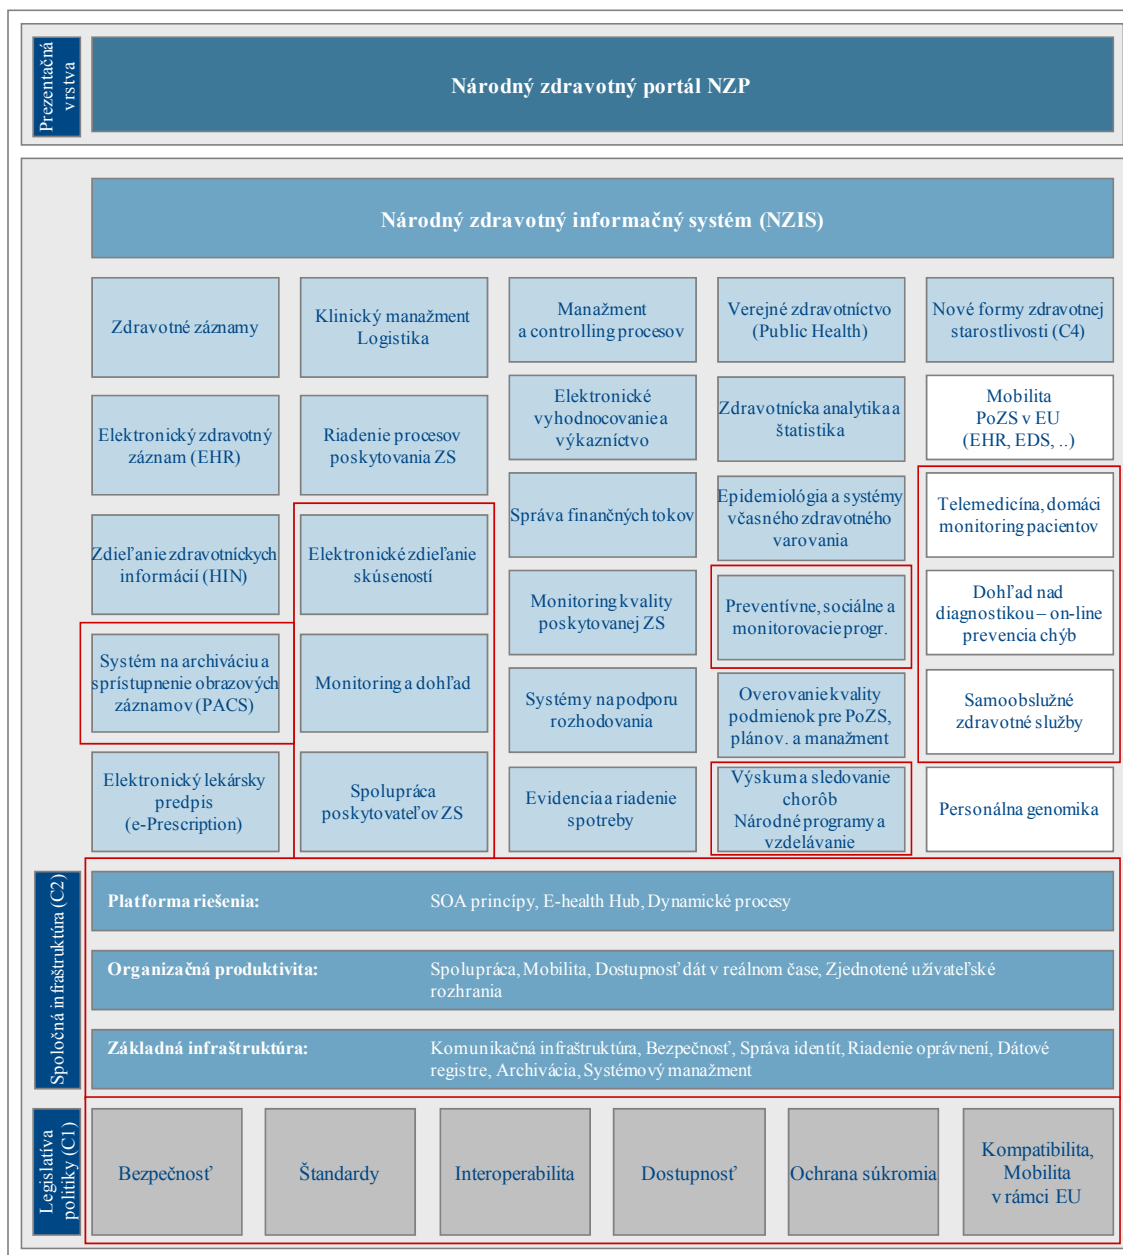 Prezentačná
vrstva
Národný zdravotný portál NZP
Národný zdravotný informačný systém (NZIS)
Zdravotné záznamy
Klinický manažment
Logistika
Manažment
a controlling procesov
Verejné zdravotníctvo
(Public Health)
Nové formy zdravotnej
starostlivosti (C4)
Elektronický zdravotný
záznam (EHR)
Riadenie procesov
poskytovania ZS
Elektronické
vyhodnocovanie a
výkazníctvo
Zdravotnícka analytika a
štatistika
Mobilita
PoZS v EU
(EHR, EDS, ..)
Zdieľanie zdravotníckych
informácií (HIN)
Elektronické zdieľanie
skúseností
Správa finančných tokov
Epidemiológia a systémy
včasného zdravotného
varovania
Telemedicína, domáci
monitoring pacientov
Systém na archiváciu a
sprístupnenie obrazových
záznamov (PACS)
Monitoring a dohľad
Monitoring kvality
poskytovanej ZS
Preventívne, sociálne a
monitorovacie progr.
Dohľad nad
diagnostikou – on-line
prevencia chýb
Systémy na podporu
rozhodovania
Overovanie kvality
podmienok pre PoZS,
plánov. a manažment
Samoobslužné
zdravotné služby
Elektronický lekársky
predpis
(e-Prescription)
Spolupráca
poskytovateľov ZS
Evidencia a riadenie
spotreby
Výskum a sledovanie
chorôb
Národné programy a
vzdelávanie
Personálna genomika
Spoločná infraštruktúra (C2)
Platforma riešenia:
SOA princípy, E-health Hub, Dynamické procesy
Organizačná produktivita:
Spolupráca, Mobilita, Dostupnosť dát v reálnom čase, Zjednotené uživateľské
rozhrania
Základná infraštruktúra:
Komunikačná infraštruktúra, Bezpečnosť, Správa identít, Riadenie oprávnení, Dátové
registre, Archivácia, Systémový manažment
Legislatíva
politiky (C1)
Bezpečnosť
Štandardy
Interoperabilita
Dostupnosť
Ochrana súkromia
Kompatibilita,
Mobilita
v rámci EU